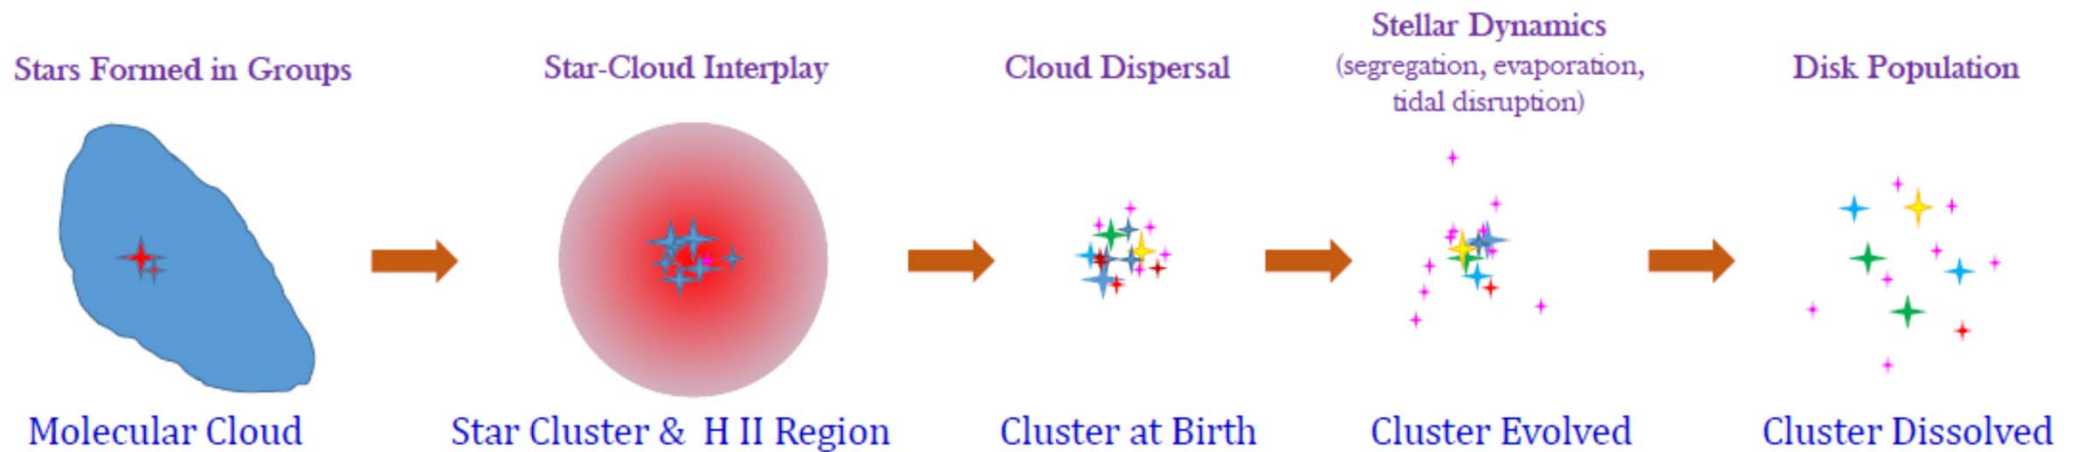 Stars Formed in Groups
Star-Cloud Interplay
Cloud Dispersal
Stellar Dynamics
(segregation, evaporation,
tidal disruption)
Disk Population
Molecular Cloud
Star Cluster & H II Region
Cluster at Birth
Cluster Evolved
Cluster Dissolved